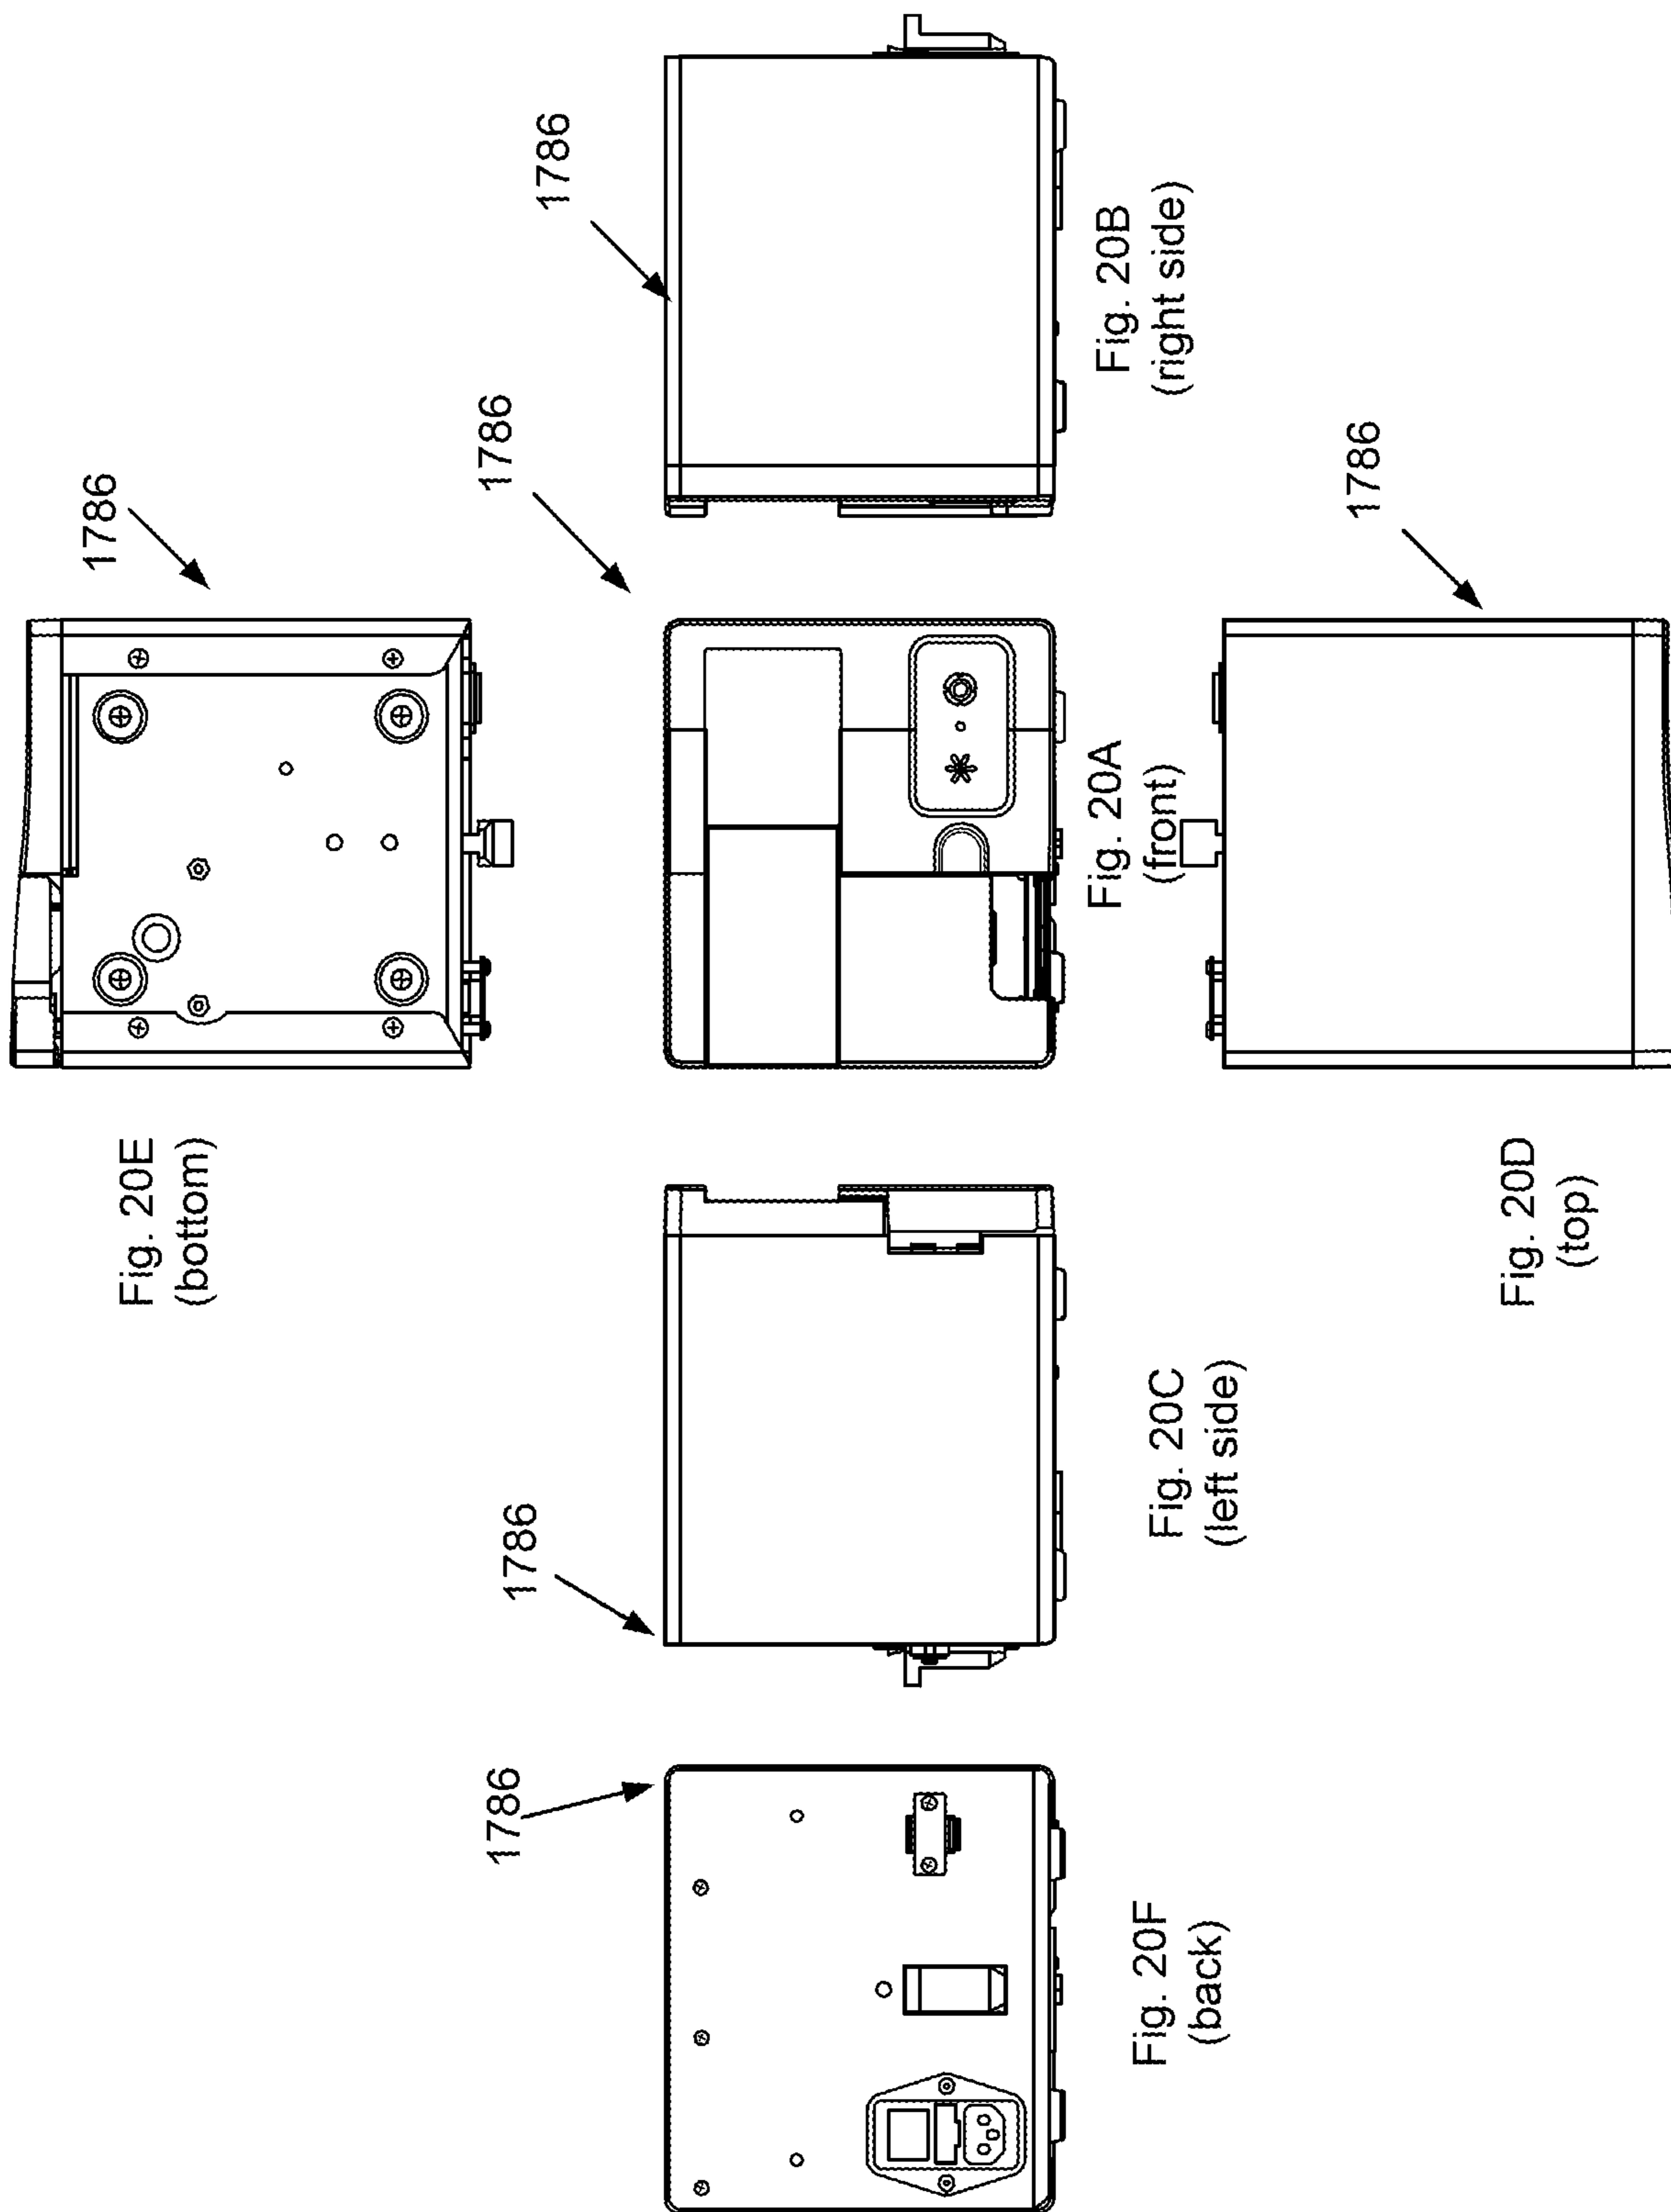 1786
Fig. 20E
(bottom)
1786
Fig. 20F
(back)
1786
Fig. 20C
(left side)
1786
Fig. 20A
(front)
1786
Fig. 20B
(right side)
Fig. 20D
(top)
1786